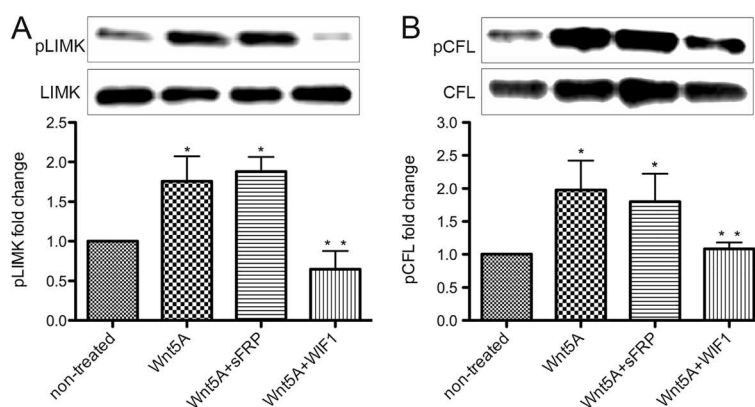 A
pLIMK
LIMK
pLIMK fold change
2.5
2.0
1.5
1.0
0.5
0.0
*
*
* *
non-treated
Wnt5A
Wnt5A+sFRP
Wnt5A+WIF1
B
pCFL
CFL
pCFL fold change
3.0
2.5
2.0
1.5
1.0
0.5
0.0
*
*
* *
non-treated
Wnt5A
Wnt5A+sFRP
Wnt5A+WIF1